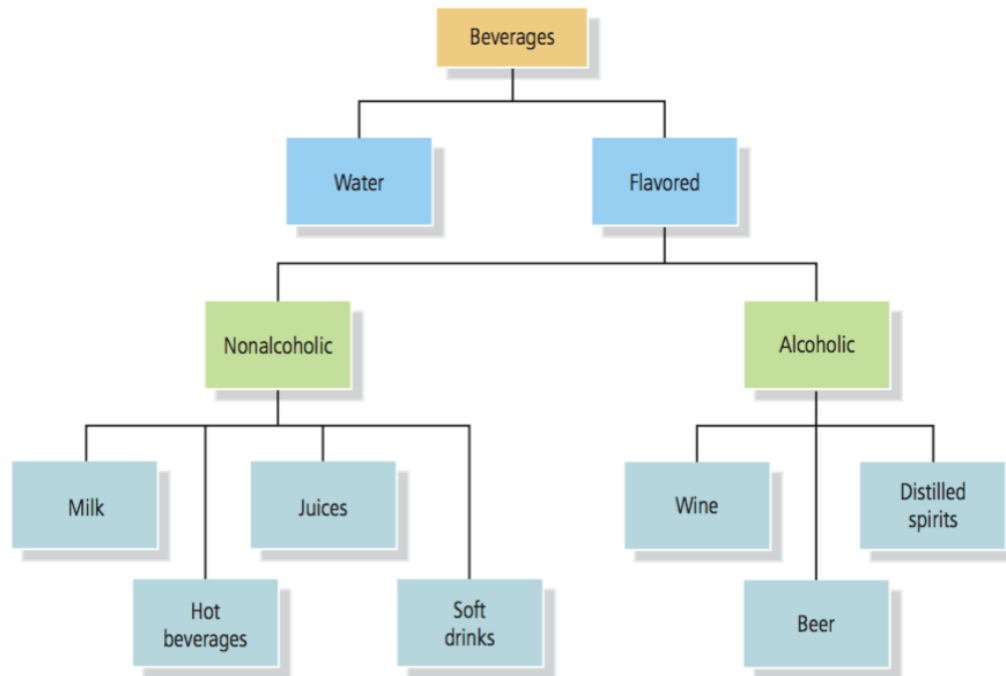 Beverages
Water
Flavored
Nonalcoholic
Alcoholic
Milk
Juices
Wine
Distilled
spirits
Hot
beverages
Soft
drinks
Beer